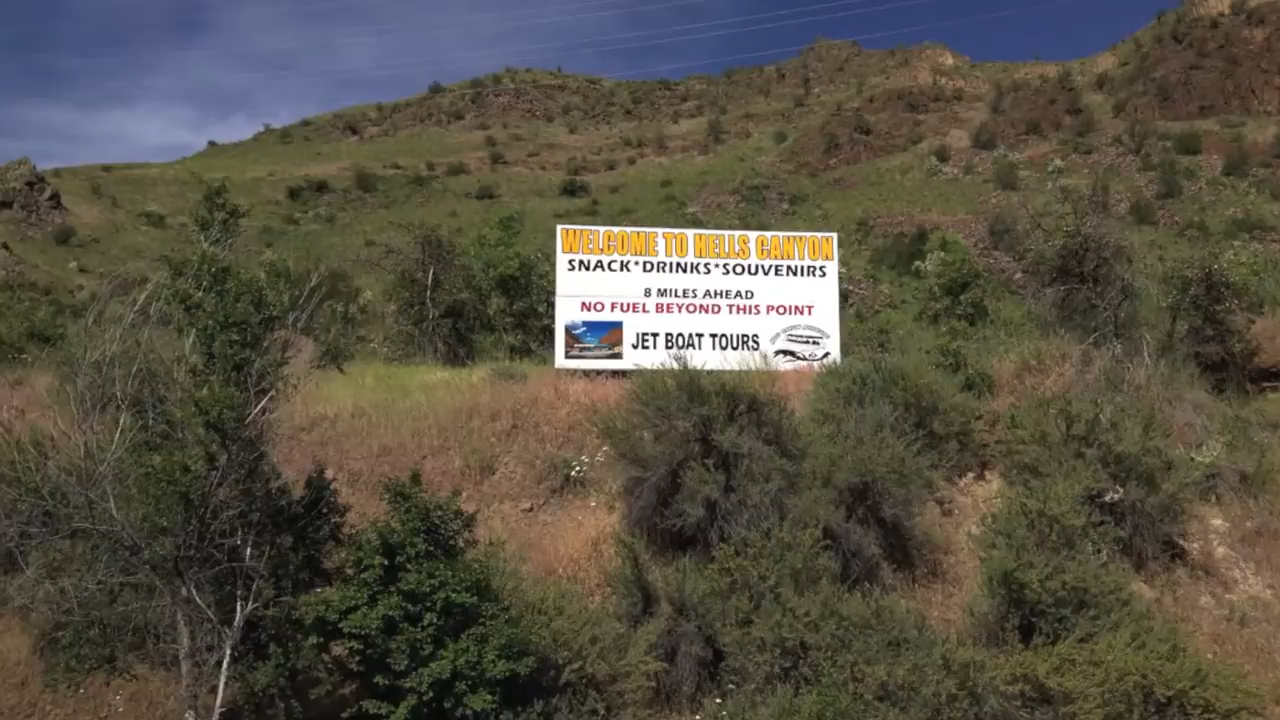 WELCOME TO HELLS CANYON
SNACK*DRINKS*SOUVENIRS
8 MILES AHEAD
NO FUEL BEYOND THIS POINT
JET BOAT TOURS